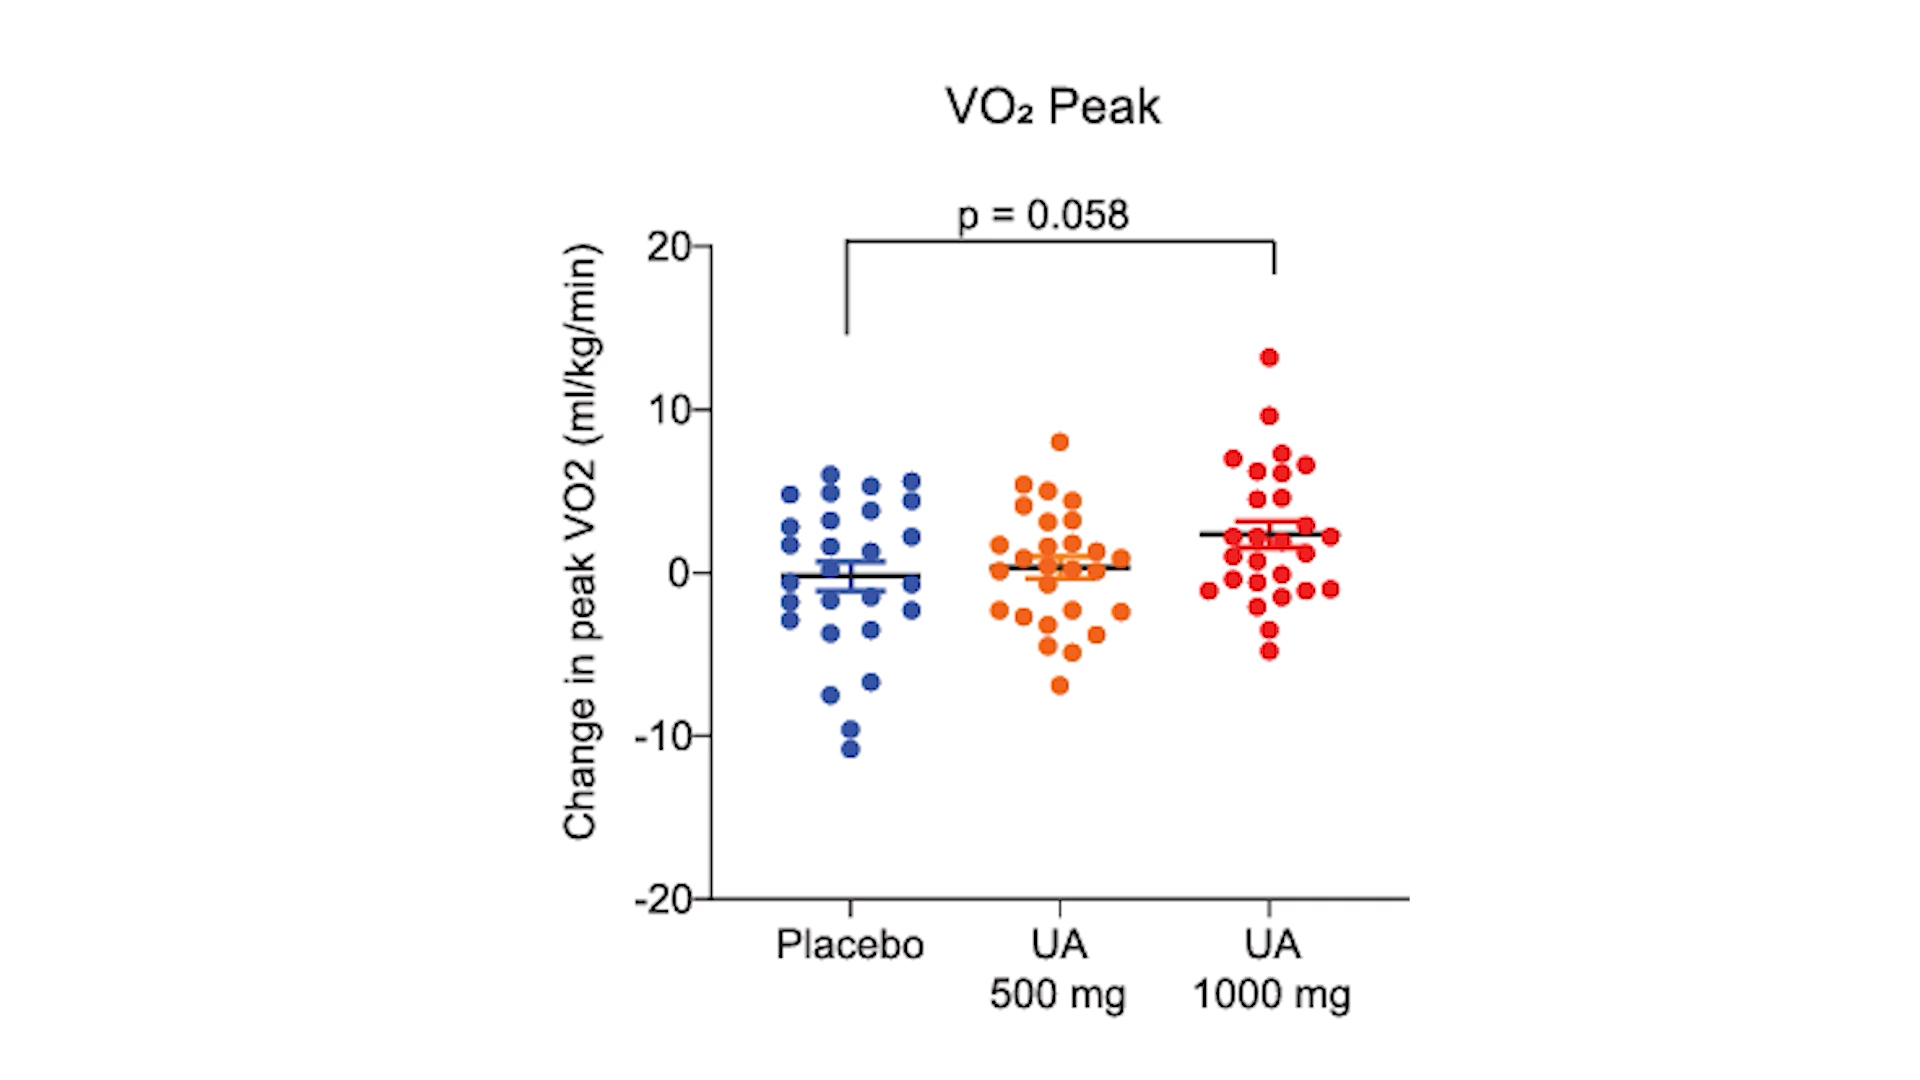 VO₂ Peak
p = 0.058
Change in peak VO2 (ml/kg/min)
20
10
0
-10
-20
Placebo
UA
500 mg
UA
1000 mg